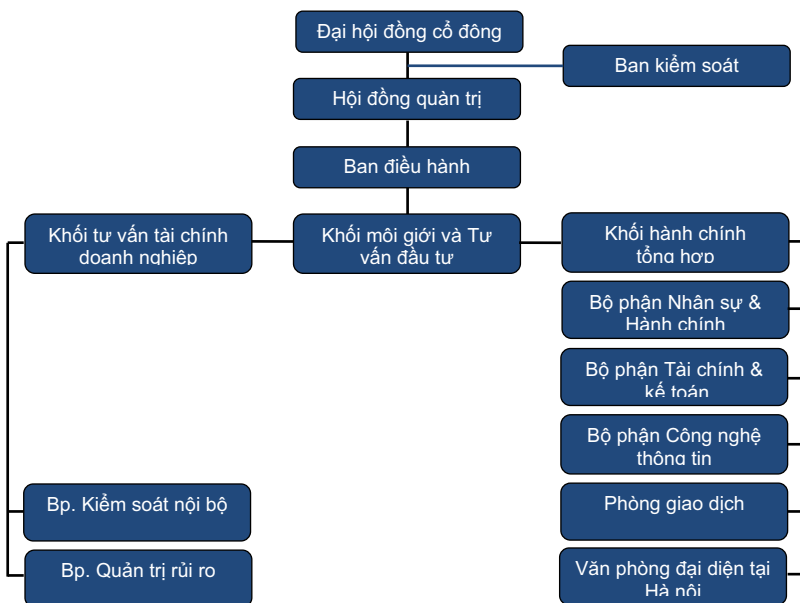 Đại hội đồng cổ đông
Ban kiểm soát
Hội đồng quản trị
Ban điều hành
Khối tư vấn tài chính
doanh nghiệp
Khối môi giới và Tư
vấn đầu tư
Khối hành chính
tổng hợp
Bộ phận Nhân sự &
Hành chính
Bộ phận Tài chính &
kế toán
Bộ phận Công nghệ
thông tin
Bp. Kiểm soát nội bộ
Phòng giao dịch
Bp. Quản trị rủi ro
Văn phòng đại diện tại
Hà nội